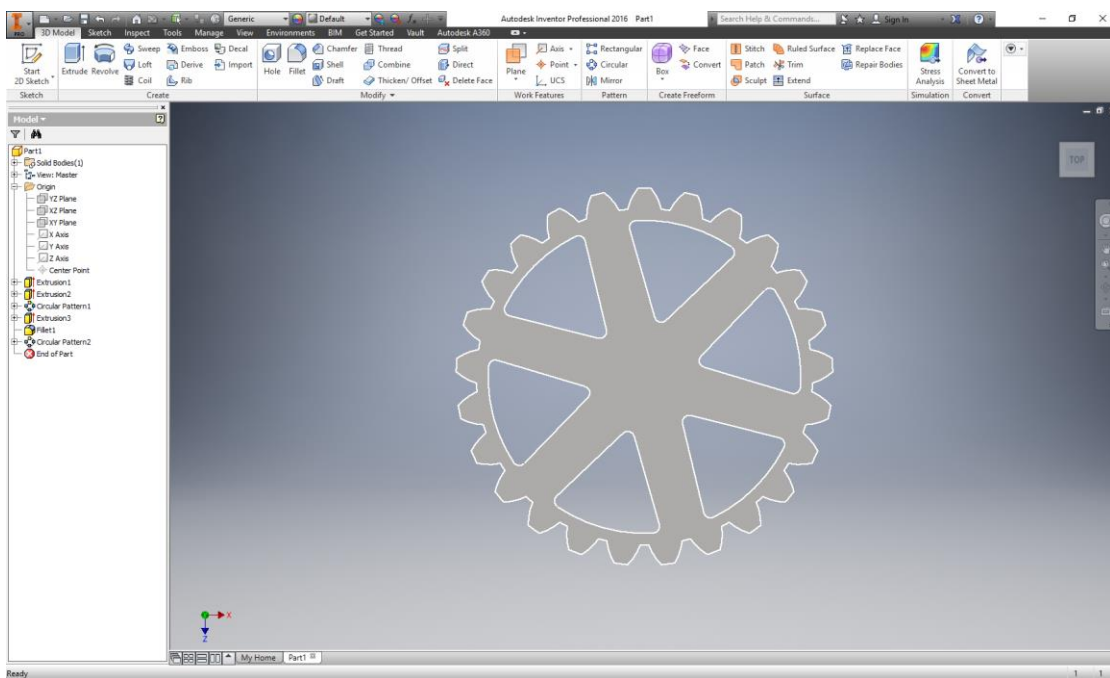 Generic Default Autodesk Inventor Professional 2016 Part1 Search Help & Commands... Sign In
PRO 3D Model Sketch Inspect Tools Manage View Environments BIM Get Started Vault Autodesk A360
Start
2D Sketch
Extrude Revolve
Sweep Emboss Decal
Loft Derive Import
Coil Rib
Hole Fillet
Chamfer Thread Split
Shell Combine Direct
Draft Thicken/ Offset Delete Face
Plane
Axis
Point
UCS
Rectangular
Circular
Mirror
Box
Face
Convert
Stitch Ruled Surface Replace Face
Patch Trim Repair Bodies
Sculpt Extend
Stress
Analysis
Convert to
Sheet Metal
Sketch Create Modify Work Features Pattern Create Freeform Surface Simulation Convert
Model
Part1
Solid Bodies(1)
View: Master
Origin
YZ Plane
XZ Plane
XY Plane
X Axis
Y Axis
Z Axis
Center Point
Extrusion1
Extrusion2
Circular Pattern1
Extrusion3
Fillet1
Circular Pattern2
End of Part
TOP
X
Z
My Home Part1
Ready 1 1